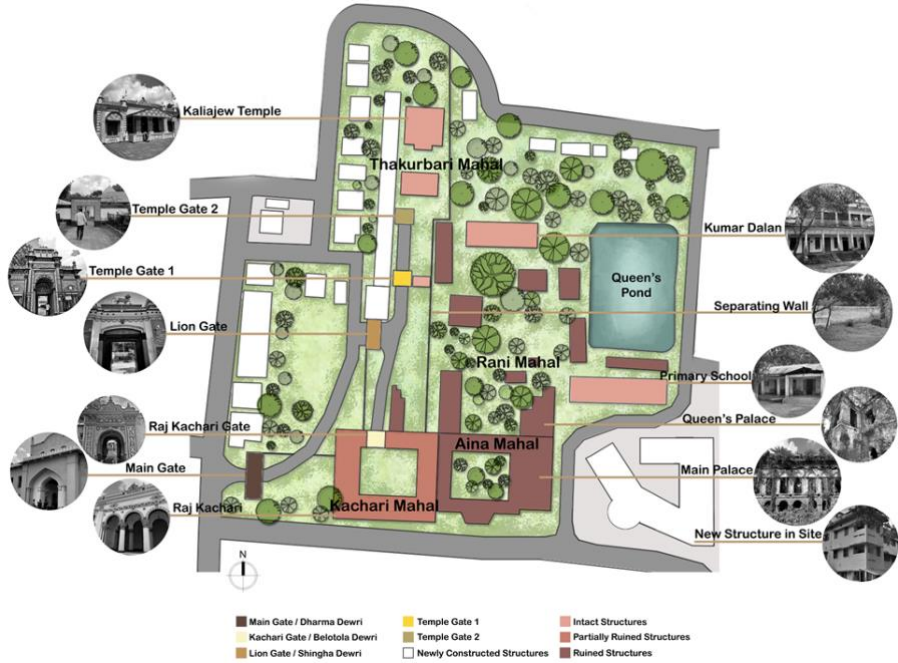 Kaliajew Temple
Thakurbari Mahal
Temple Gate 2
Kumar Dalan
Temple Gate 1
Queen's
Pond
Separating Wall
Lion Gate
Rani Mahal
Primary School
Queen's Palace
Raj Kachari Gate
Aina Mahal
Main Gate
Main Palace
Raj Kachari
Kachari Mahal
New Structure in Site
N
Main Gate / Dharma Dewri
Kachari Gate / Belotola Dewri
Lion Gate / Shingha Dewri
Temple Gate 1
Temple Gate 2
Newly Constructed Structures
Intact Structures
Partially Ruined Structures
Ruined Structures